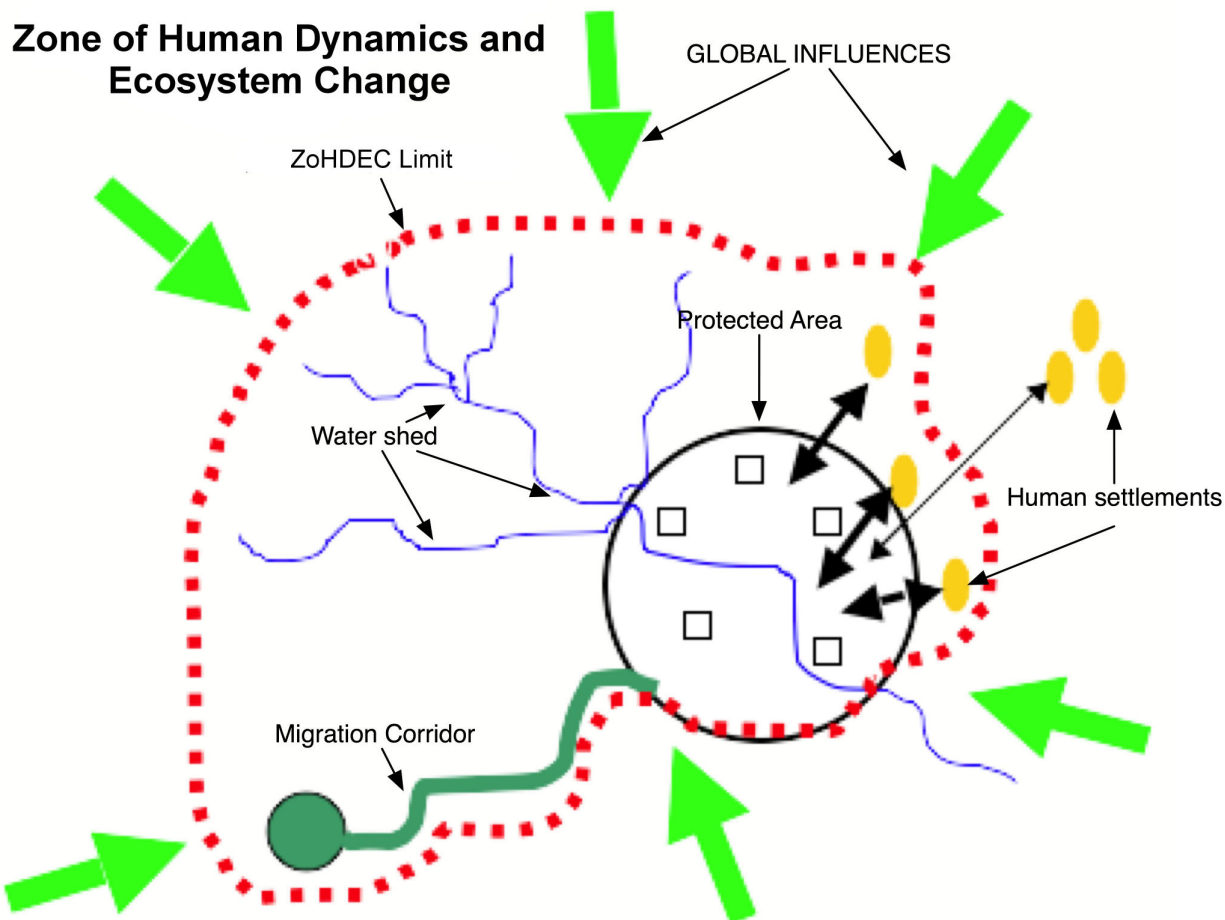 Zone of Human Dynamics and
Ecosystem Change
GLOBAL INFLUENCES
ZoHDEC Limit
Protected Area
Water shed
Human settlements
Migration Corridor